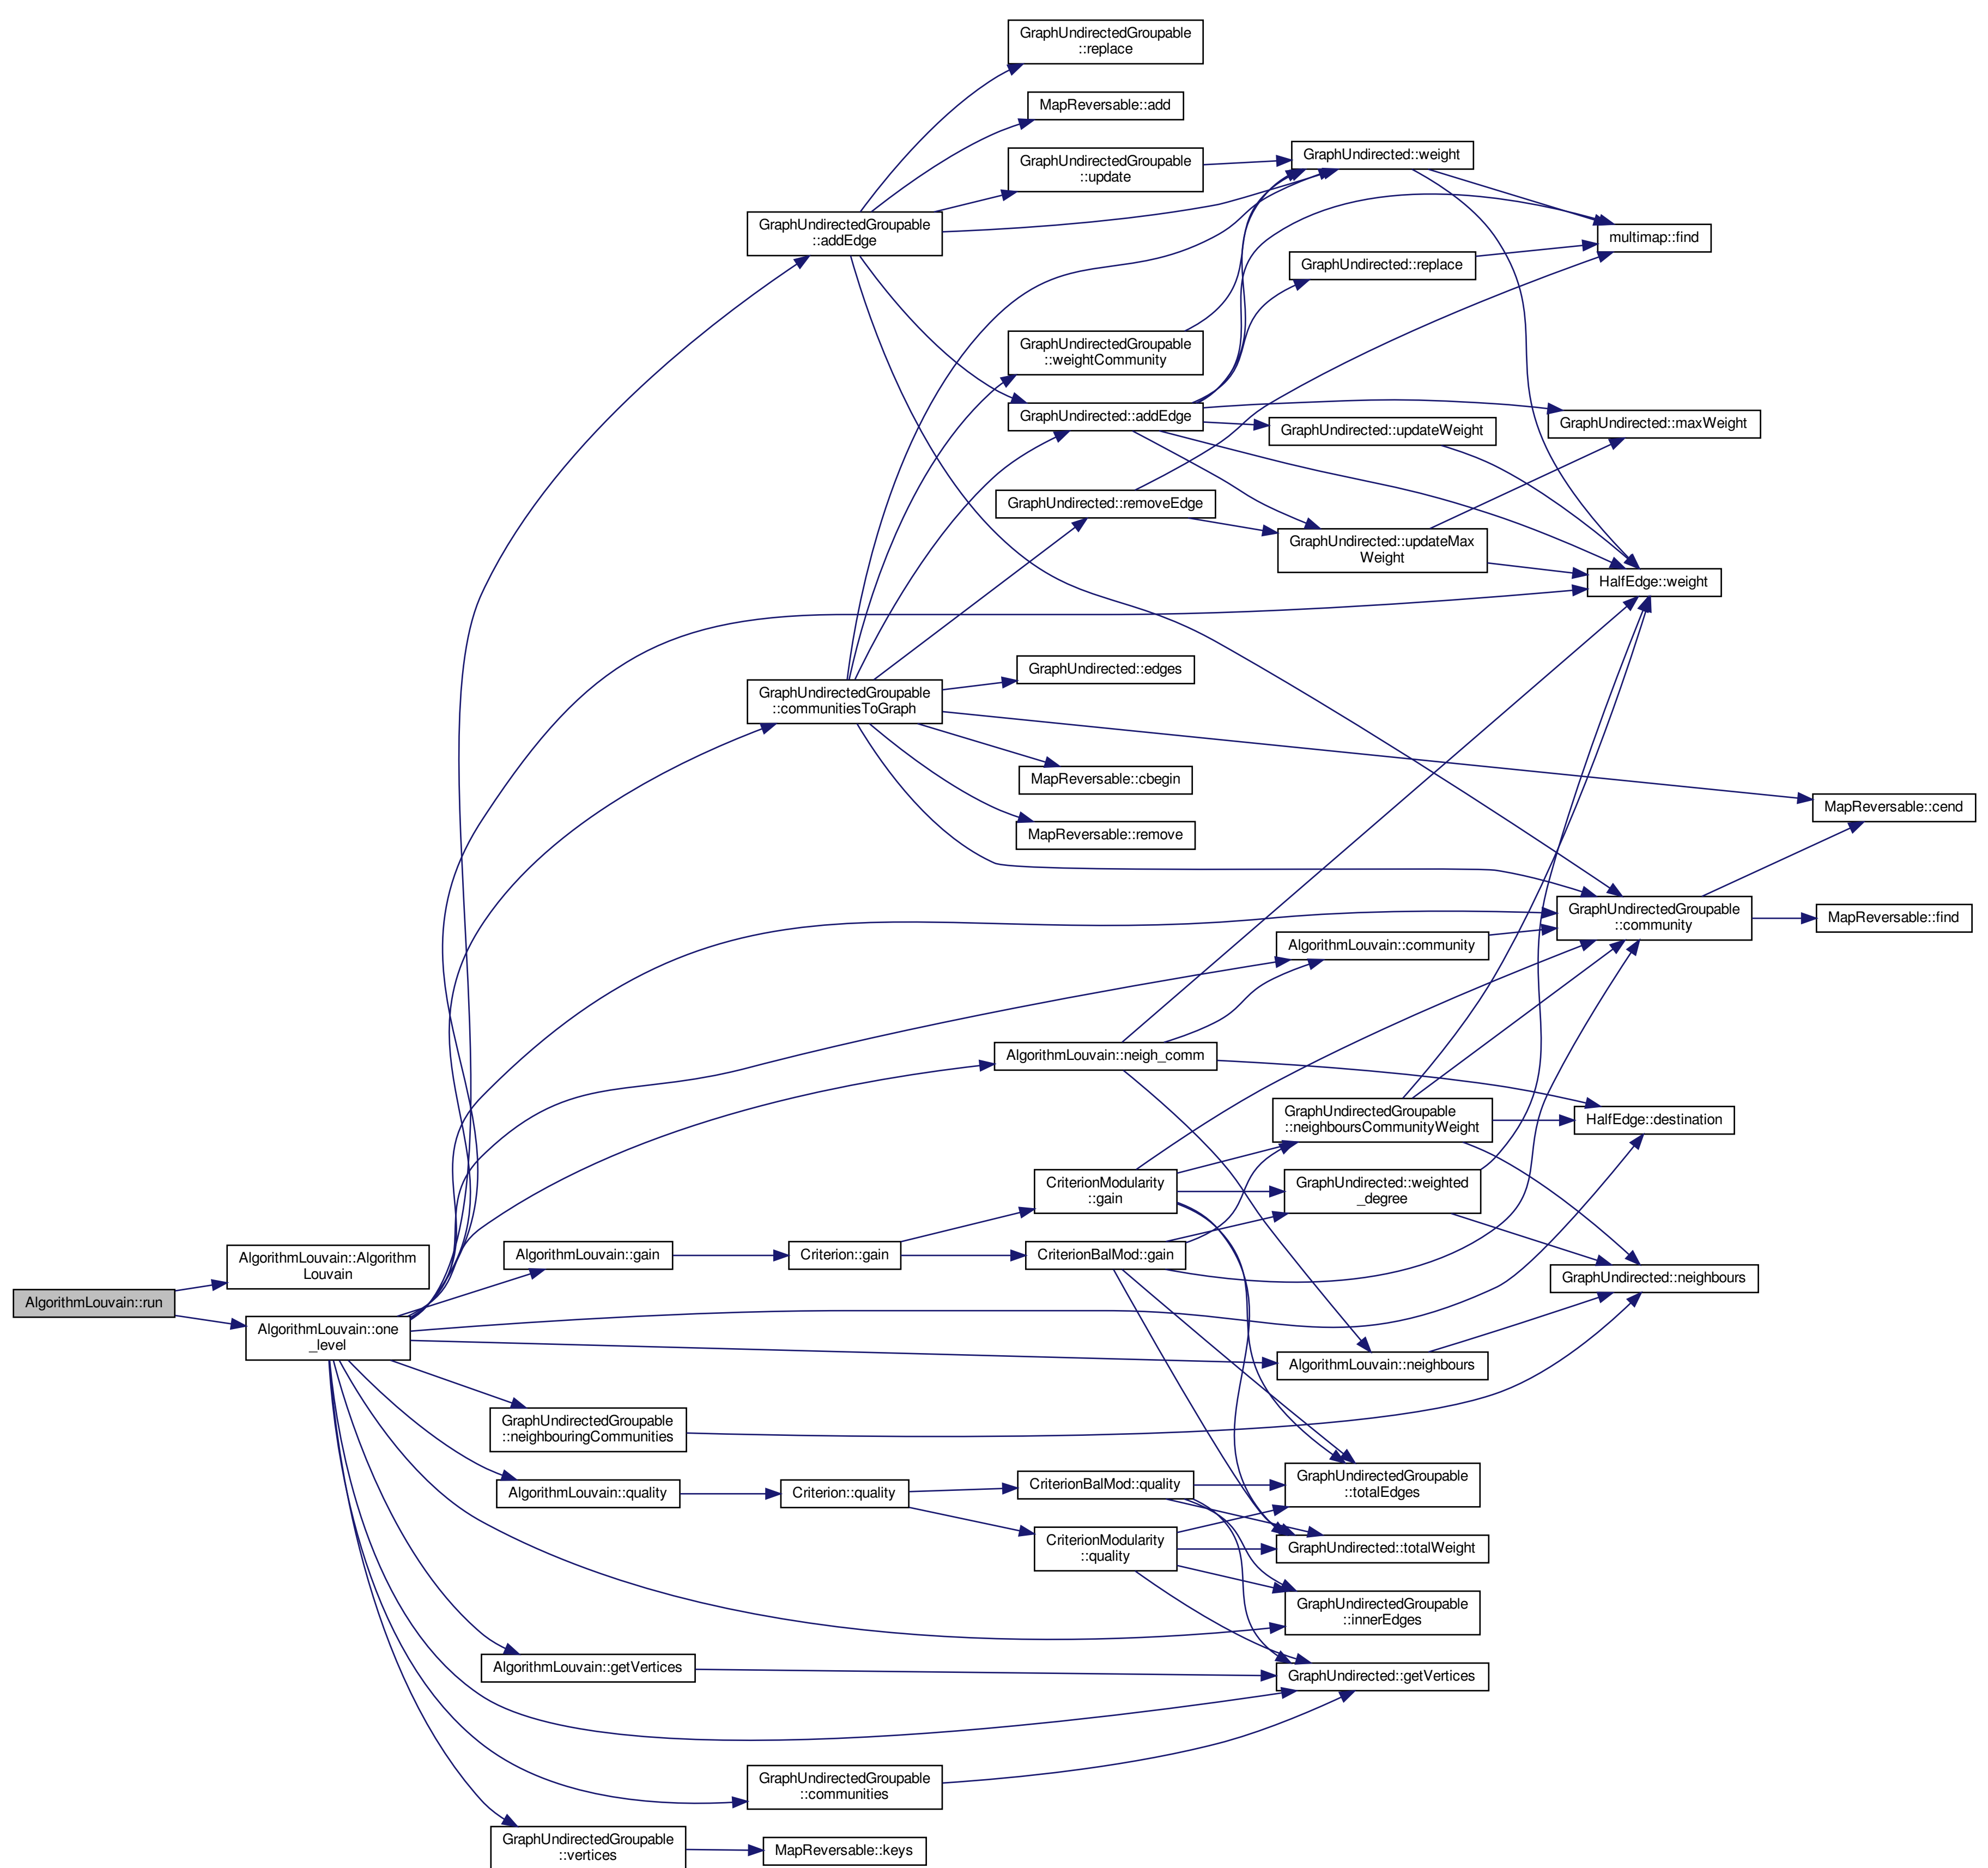 GraphUndirectedGroupable
::replace
MapReversable::add
GraphUndirected::weight
GraphUndirectedGroupable
::update
GraphUndirectedGroupable
::addEdge
multimap::find
GraphUndirected::replace
GraphUndirectedGroupable
::weightCommunity
GraphUndirected::addEdge
GraphUndirected::maxWeight
GraphUndirected::updateWeight
GraphUndirected::removeEdge
GraphUndirected::updateMax
Weight
HalfEdge::weight
GraphUndirected::edges
GraphUndirectedGroupable
::communitiesToGraph
MapReversable::cbegin
MapReversable::cend
MapReversable::remove
GraphUndirectedGroupable
::community
MapReversable::find
AlgorithmLouvain::community
AlgorithmLouvain::neigh_comm
GraphUndirectedGroupable
::neighboursCommunityWeight
HalfEdge::destination
CriterionModularity
::gain
GraphUndirected::weighted
_degree
AlgorithmLouvain::Algorithm
Louvain
AlgorithmLouvain::gain
Criterion::gain
CriterionBalMod::gain
GraphUndirected::neighbours
AlgorithmLouvain::run
AlgorithmLouvain::one
_level
AlgorithmLouvain::neighbours
GraphUndirectedGroupable
::neighbouringCommunities
AlgorithmLouvain::quality
Criterion::quality
CriterionBalMod::quality
GraphUndirectedGroupable
::totalEdges
CriterionModularity
::quality
GraphUndirected::totalWeight
GraphUndirectedGroupable
::innerEdges
AlgorithmLouvain::getVertices
GraphUndirected::getVertices
GraphUndirectedGroupable
::communities
GraphUndirectedGroupable
::vertices
MapReversable::keys